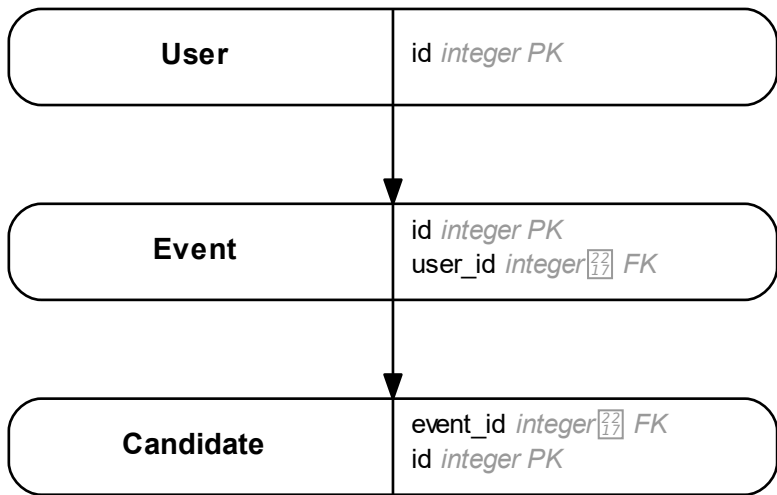 User
id integer PK
Event
id integer PK
user_id integer∗ FK
Candidate
event_id integer∗ FK
id integer PK